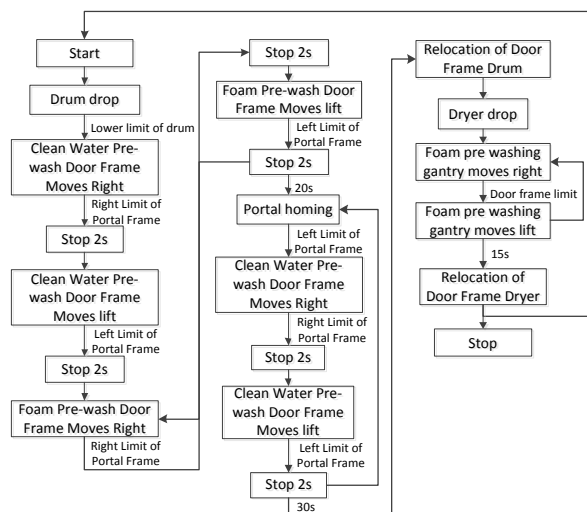 Start
Drum drop
Lower limit of drum
Clean Water Pre-
wash Door Frame
Moves Right
Right Limit of
Portal Frame
Stop 2s
Clean Water Pre-
wash Door Frame
Moves lift
Left Limit of
Portal Frame
Stop 2s
Foam Pre-wash Door
Frame Moves Right
Right Limit of
Portal Frame
Stop 2s
Foam Pre-wash Door
Frame Moves lift
Left Limit of
Portal Frame
Stop 2s
20s
Portal homing
Left Limit of
Portal Frame
Clean Water Pre-
wash Door Frame
Moves Right
Right Limit of
Portal Frame
Stop 2s
Clean Water Pre-
wash Door Frame
Moves lift
Left Limit of
Portal Frame
Stop 2s
30s
Relocation of Door
Frame Drum
Dryer drop
Foam pre washing
gantry moves right
Door frame limit
Foam pre washing
gantry moves lift
15s
Relocation of
Door Frame Dryer
Stop